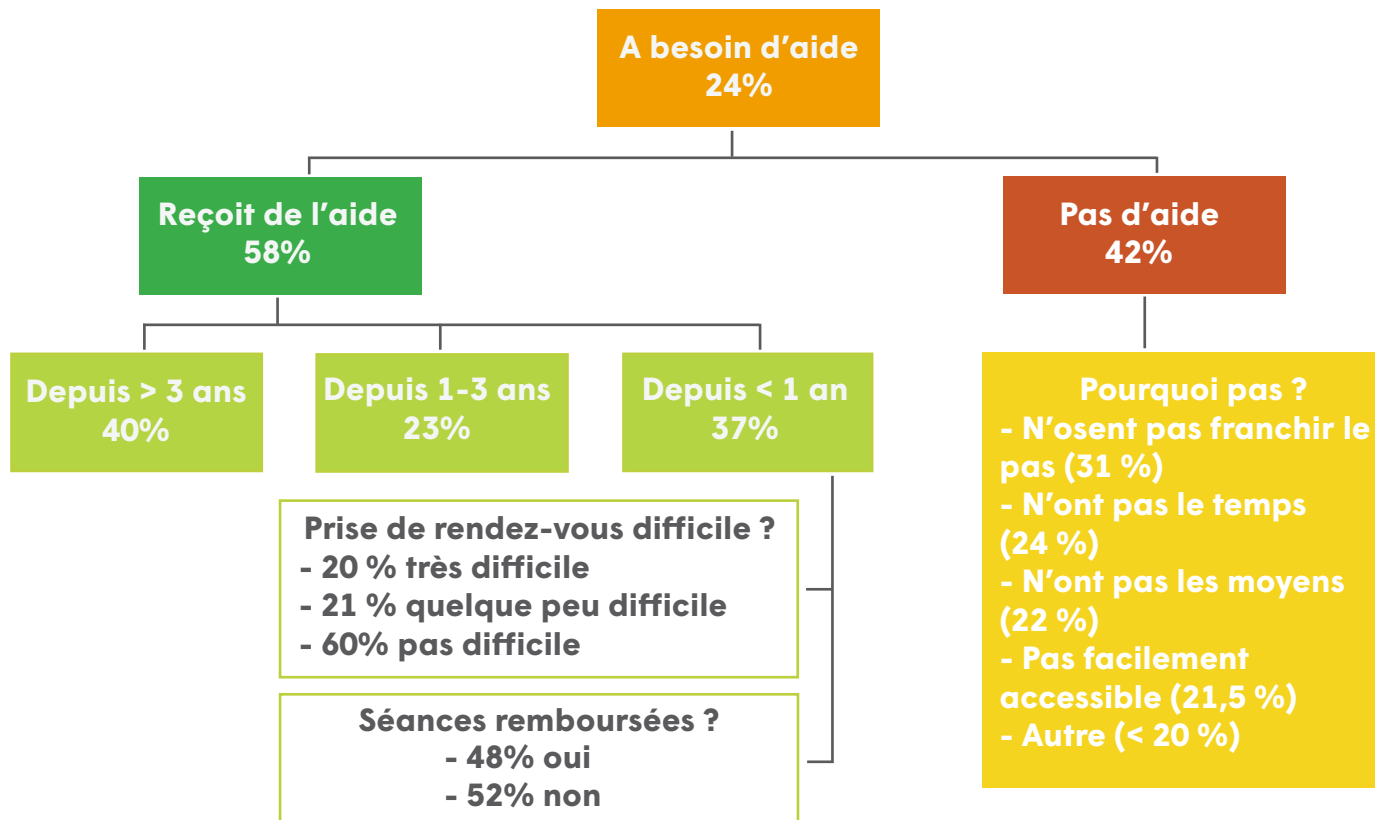 A besoin d'aide
24%
Reçoit de l'aide
58%
Pas d'aide
42%
Depuis > 3 ans
40%
Depuis 1-3 ans
23%
Depuis < 1 an
37%
Prise de rendez-vous difficile ?
- 20 % très difficile
- 21 % quelque peu difficile
- 60% pas difficile
Séances remboursées ?
- 48% oui
- 52% non
Pourquoi pas ?
- N'osent pas franchir le
pas (31 %)
- N'ont pas le temps
(24 %)
- N'ont pas les moyens
(22 %)
- Pas facilement
accessible (21,5 %)
- Autre (< 20 %)